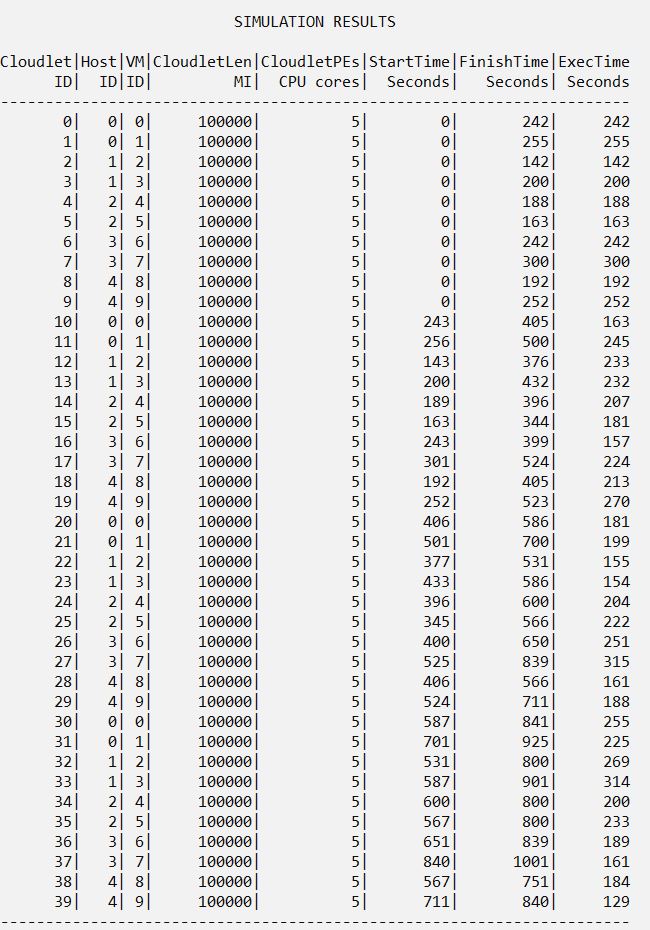 SIMULATION RESULTS
Cloudlet|Host|VM|CloudletLen|CloudletPEs|StartTime|FinishTime|ExecTime
ID| ID|ID| MI| CPU cores| Seconds| Seconds| Seconds
----------------------------------------------------------------------
0| 0| 0| 100000| 5| 0| 242| 242
1| 0| 1| 100000| 5| 0| 255| 255
2| 1| 2| 100000| 5| 0| 142| 142
3| 1| 3| 100000| 5| 0| 200| 200
4| 2| 4| 100000| 5| 0| 188| 188
5| 2| 5| 100000| 5| 0| 163| 163
6| 3| 6| 100000| 5| 0| 242| 242
7| 3| 7| 100000| 5| 0| 300| 300
8| 4| 8| 100000| 5| 0| 192| 192
9| 4| 9| 100000| 5| 0| 252| 252
10| 0| 0| 100000| 5| 243| 405| 163
11| 0| 1| 100000| 5| 256| 500| 245
12| 1| 2| 100000| 5| 143| 376| 233
13| 1| 3| 100000| 5| 200| 432| 232
14| 2| 4| 100000| 5| 189| 396| 207
15| 2| 5| 100000| 5| 163| 344| 181
16| 3| 6| 100000| 5| 243| 399| 157
17| 3| 7| 100000| 5| 301| 524| 224
18| 4| 8| 100000| 5| 192| 405| 213
19| 4| 9| 100000| 5| 252| 523| 270
20| 0| 0| 100000| 5| 406| 586| 181
21| 0| 1| 100000| 5| 501| 700| 199
22| 1| 2| 100000| 5| 377| 531| 155
23| 1| 3| 100000| 5| 433| 586| 154
24| 2| 4| 100000| 5| 396| 600| 204
25| 2| 5| 100000| 5| 345| 566| 222
26| 3| 6| 100000| 5| 400| 650| 251
27| 3| 7| 100000| 5| 525| 839| 315
28| 4| 8| 100000| 5| 406| 566| 161
29| 4| 9| 100000| 5| 524| 711| 188
30| 0| 0| 100000| 5| 587| 841| 255
31| 0| 1| 100000| 5| 701| 925| 225
32| 1| 2| 100000| 5| 531| 800| 269
33| 1| 3| 100000| 5| 587| 901| 314
34| 2| 4| 100000| 5| 600| 800| 200
35| 2| 5| 100000| 5| 567| 800| 233
36| 3| 6| 100000| 5| 651| 839| 189
37| 3| 7| 100000| 5| 840| 1001| 161
38| 4| 8| 100000| 5| 567| 751| 184
39| 4| 9| 100000| 5| 711| 840| 129
----------------------------------------------------------------------